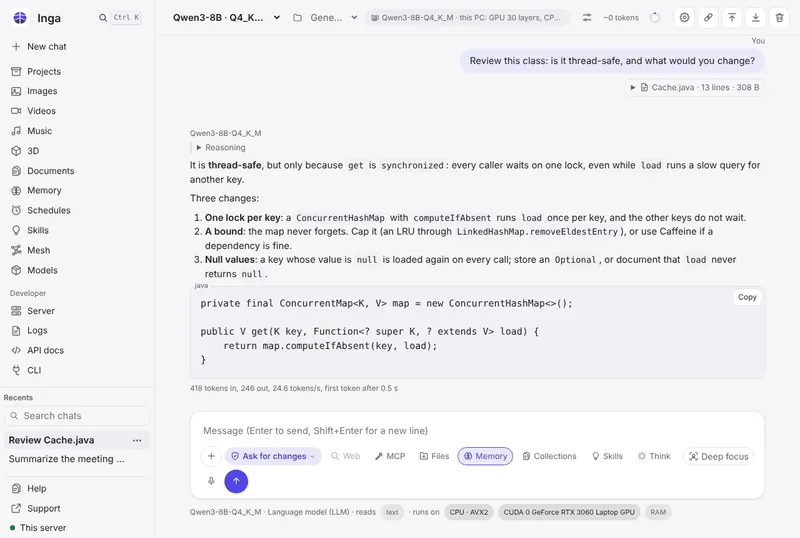 Inga
Ctrl K
New chat
Projects
Images
Videos
Music
3D
Documents
Memory
Schedules
Skills
Mesh
Models
Developer
Server
Logs
API docs
CLI
Recents
Search chats
Review Cache.java
Summarize the meeting ...
Help
Support
This server
Qwen3-8B · Q4_K...
Gene...
Qwen3-8B-Q4_K_M · this PC: GPU 30 layers, CP...
~0 tokens
You
Review this class: is it thread-safe, and what would you change?
Cache.java · 13 lines · 308 B
Qwen3-8B-Q4_K_M
Reasoning
It is thread-safe, but only because get is synchronized: every caller waits on one lock, even while load runs a slow query for
another key.
Three changes:
1. One lock per key: a ConcurrentHashMap with computeIfAbsent runs load once per key, and the other keys do not wait.
2. A bound: the map never forgets. Cap it (an LRU through LinkedHashMap.removeEldestEntry), or use Caffeine if a
dependency is fine.
3. Null values: a key whose value is null is loaded again on every call; store an Optional, or document that load never
returns null.
java
Copy
private final ConcurrentMap<K, V> map = new ConcurrentHashMap<>();
public V get(K key, Function<? super K, ? extends V> load) {
return map.computeIfAbsent(key, load);
}
418 tokens in, 246 out, 24.6 tokens/s, first token after 0.5 s
Message (Enter to send, Shift+Enter for a new line)
Ask for changes
Web
MCP
Files
Memory
Collections
Skills
Think
Deep focus
Qwen3-8B-Q4_K_M · Language model (LLM) · reads text · runs on CPU · AVX2 CUDA 0 GeForce RTX 3060 Laptop GPU RAM